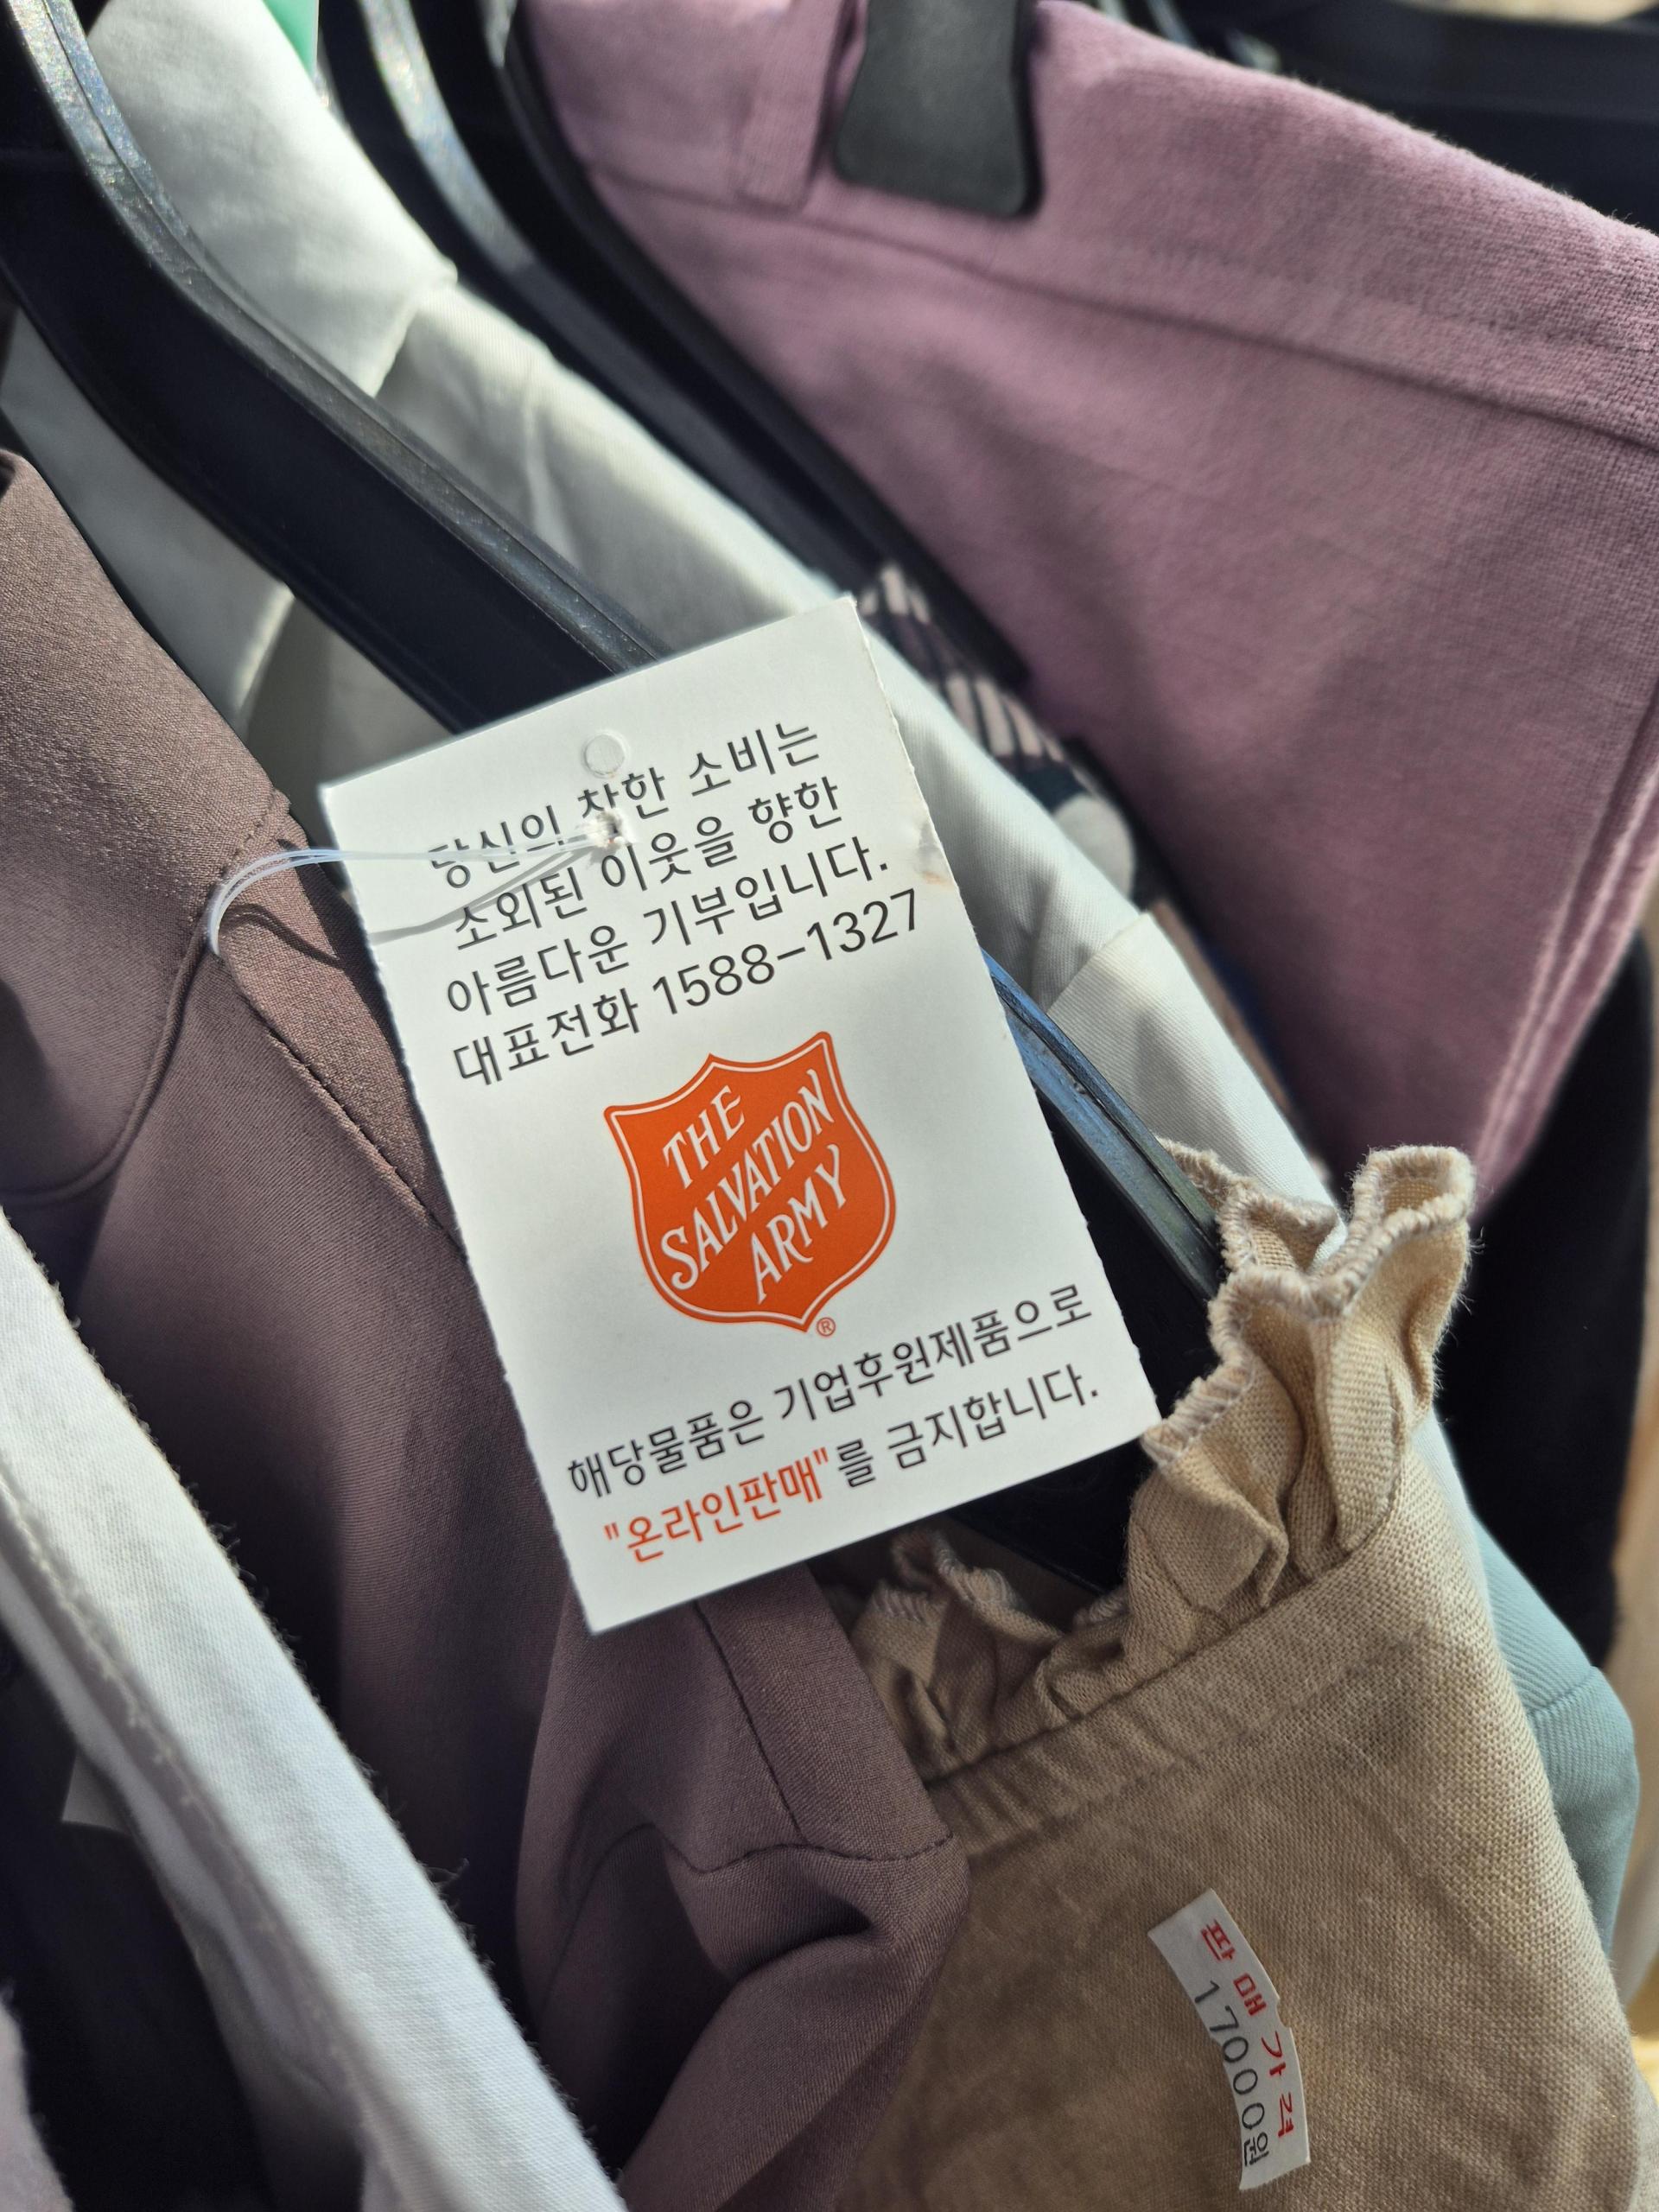 당신의 착한 소비는
소외된 이웃을 향한
아름다운 기부입니다.
대표전화 1588-1327
THE
SALVATION
ARMY
®
해당물품은 기업후원제품으로
"온라인판매"를 금지합니다.
판매가격
17000원